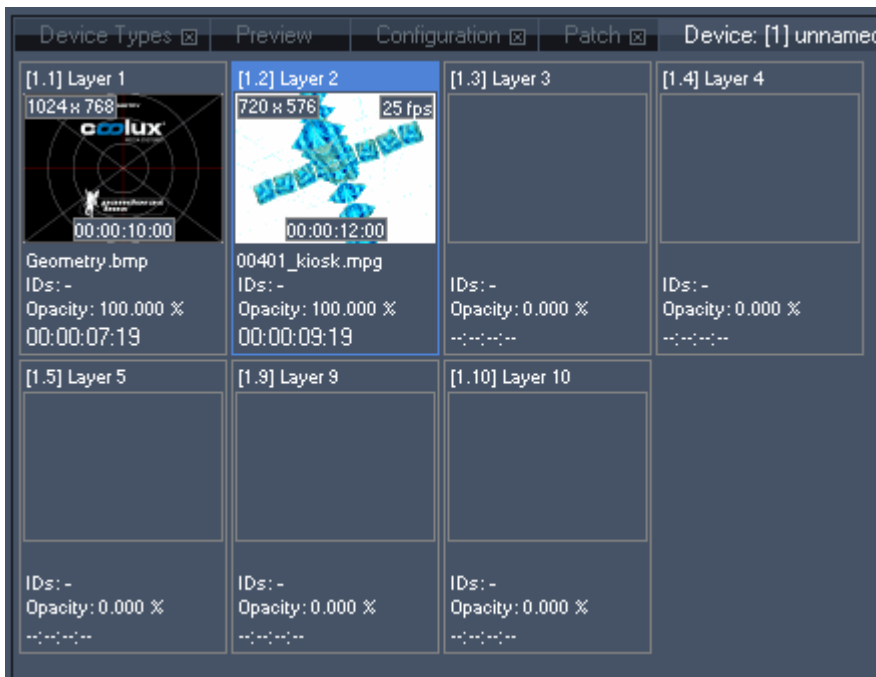 Device Types
Preview
Configuration
Patch
Device: [1] unnamed
[1.1] Layer 1
1024 x 768
coolux
00:00:10:00
Geometry.bmp
IDs: -
Opacity: 100.000 %
00:00:07:19
[1.2] Layer 2
720 x 576
25 fps
00:00:12:00
00401_kiosk.mpg
IDs: -
Opacity: 100.000 %
00:00:09:19
[1.3] Layer 3
IDs: -
Opacity: 0.000 %
--:--:--:--
[1.4] Layer 4
IDs: -
Opacity: 0.000 %
--:--:--:--
[1.5] Layer 5
IDs: -
Opacity: 0.000 %
--:--:--:--
[1.9] Layer 9
IDs: -
Opacity: 0.000 %
--:--:--:--
[1.10] Layer 10
IDs: -
Opacity: 0.000 %
--:--:--:--